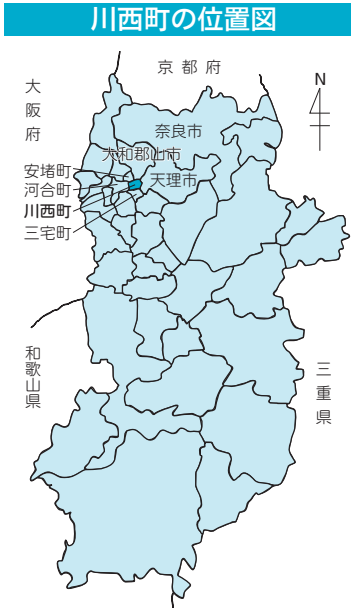 川西町の位置図
京都府
大阪府
N
奈良市
大和郡山市
安堵町
天理市
河合町
川西町
三宅町
和歌山県
三重県